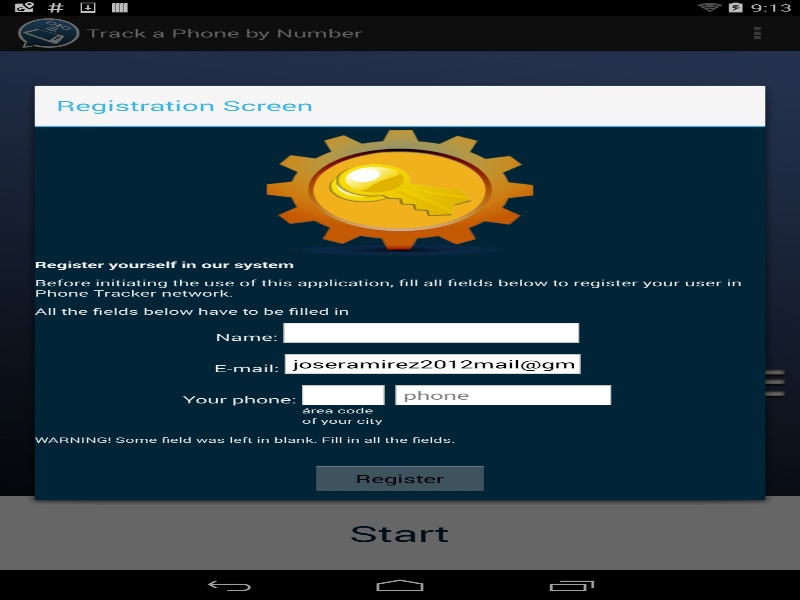 # 9:13
Track a Phone by Number
Registration Screen
Register yourself in our system
Before initiating the use of this application, fill all fields below to register your user in
Phone Tracker network.
All the fields below have to be filled in
Name:
E-mail: joseramirez2012mail@gm
Your phone: phone
área code
of your city
WARNING! Some field was left in blank. Fill in all the fields.
Register
Start